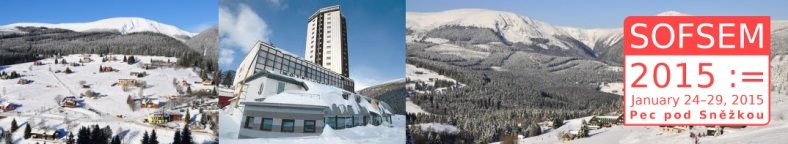 SOFSEM
2015 :=
January 24–29, 2015
Pec pod Sněžkou